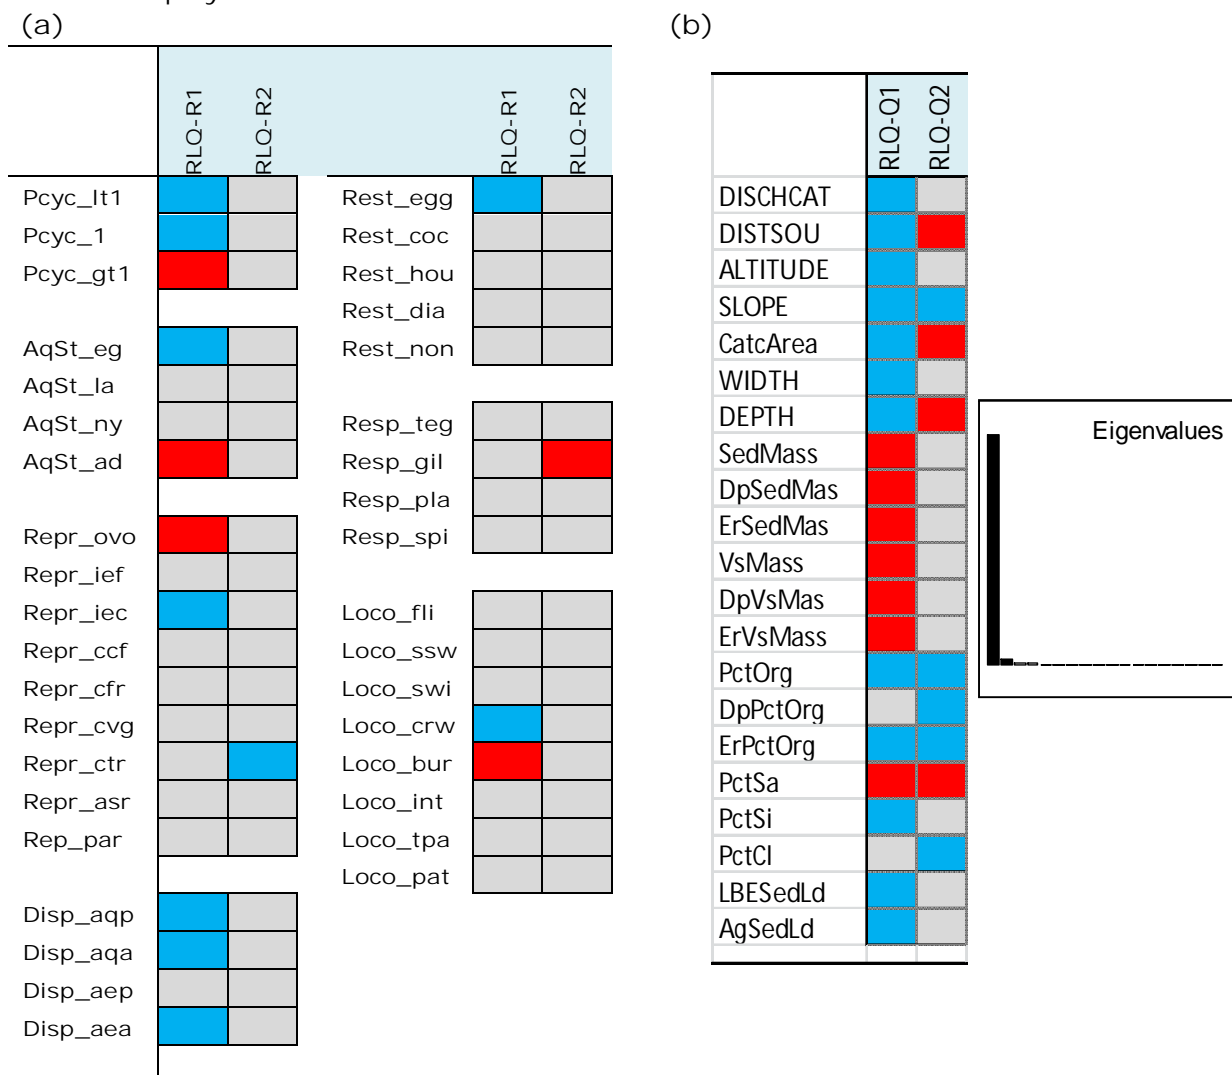 (a)
RLQ-R1
RLQ-R2
RLQ-R1
RLQ-R2
Pcyc_lt1
Pcyc_1
Pcyc_gt1
AqSt_eg
AqSt_la
AqSt_ny
AqSt_ad
Repr_ovo
Repr_ief
Repr_iec
Repr_ccf
Repr_cfr
Repr_cvg
Repr_ctr
Repr_asr
Rep_par
Disp_aqp
Disp_aqa
Disp_aep
Disp_aea
Rest_egg
Rest_coc
Rest_hou
Rest_dia
Rest_non
Resp_teg
Resp_gil
Resp_pla
Resp_spi
Loco_fli
Loco_ssw
Loco_swi
Loco_crw
Loco_bur
Loco_int
Loco_tpa
Loco_pat
(b)
RLQ-Q1
RLQ-Q2
DISCHCAT
DISTSOU
ALTITUDE
SLOPE
CatcArea
WIDTH
DEPTH
SedMass
DpSedMas
ErSedMas
VsMass
DpVsMas
ErVsMass
PctOrg
DpPctOrg
ErPctOrg
PctSa
PctSi
PctCl
LBESedLd
AgSedLd
Eigenvalues